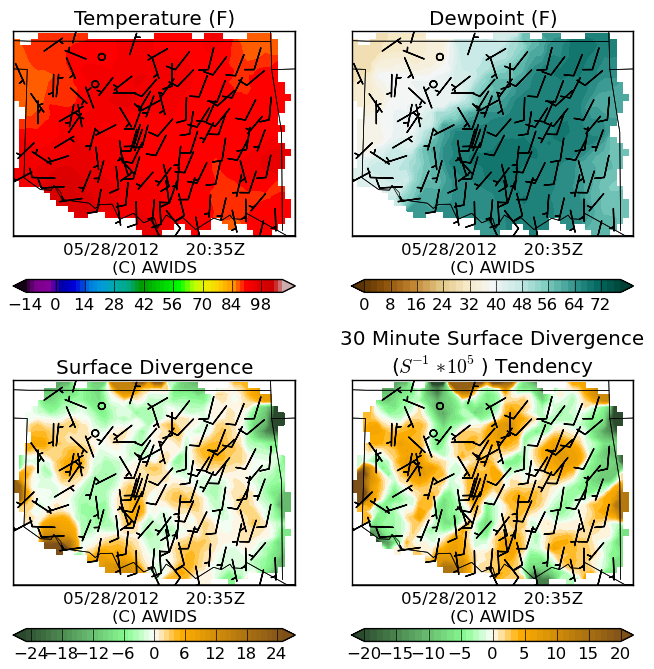 Temperature (F)
−14 0 14 28 42 56 70 84 98
05/28/2012 20:35Z
(C) AWIDS
Dewpoint (F)
05/28/2012 20:35Z
(C) AWIDS
0 8 16 24 32 40 48 56 64 72
Surface Divergence
05/28/2012 20:35Z
(C) AWIDS
−24 −18 −12 −6 0 6 12 18 24
30 Minute Surface Divergence
(S⁻¹ ∗10⁵ ) Tendency
05/28/2012 20:35Z
(C) AWIDS
−20 −15 −10 −5 0 5 10 15 20